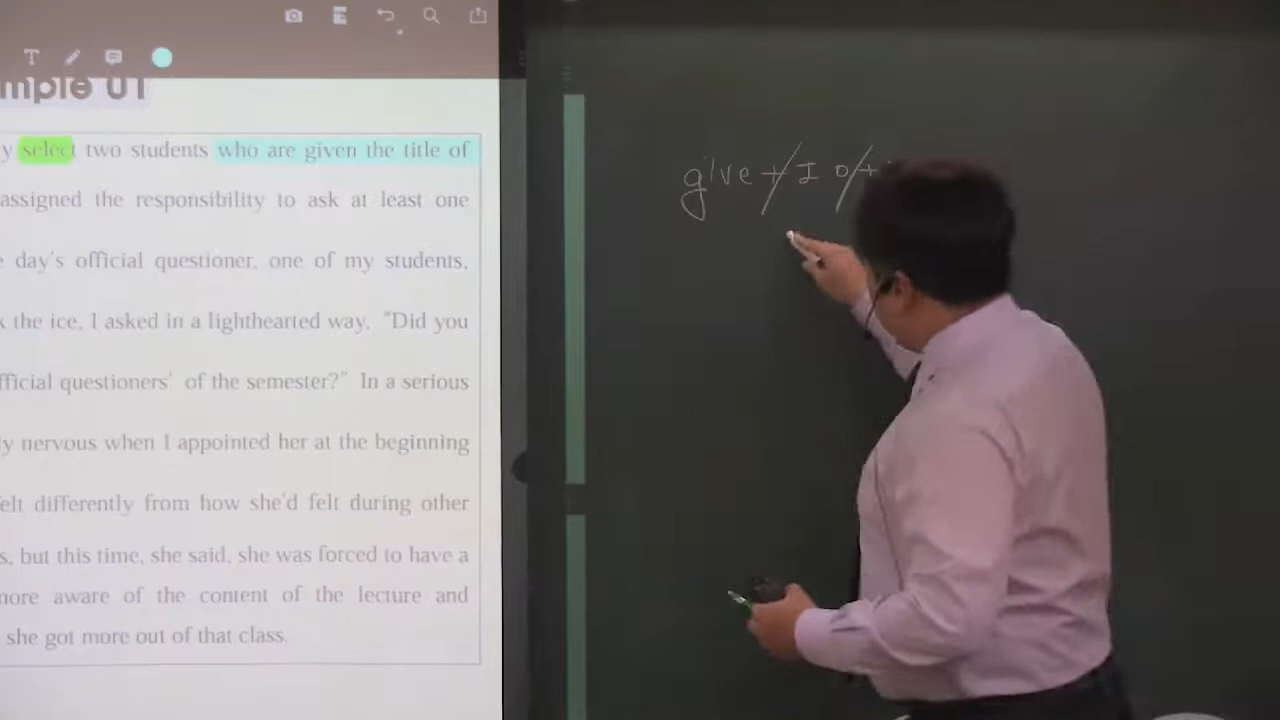 mple 01
y select two students who are given the title of
assigned the responsibility to ask at least one
e day's official questioner, one of my students,
k the ice, I asked in a lighthearted way, "Did you
fficial questioners' of the semester?" In a serious
ly nervous when I appointed her at the beginning
elt differently from how she'd felt during other
s, but this time, she said, she was forced to have a
more aware of the content of the lecture and
she got more out of that class.
give + I O +